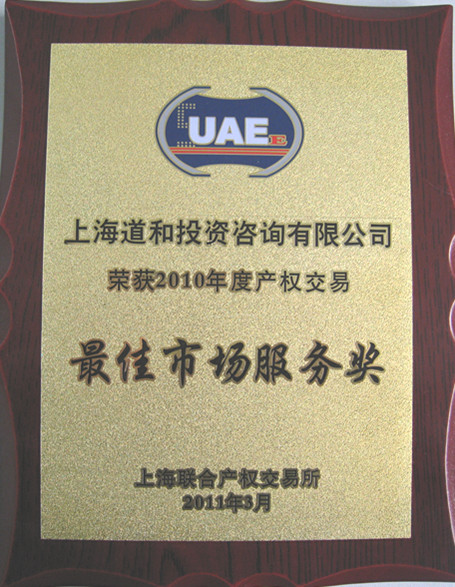 SUAEE
上海道和投资咨询有限公司
荣获2010年度产权交易
最佳市场服务奖
上海联合产权交易所
2011年3月